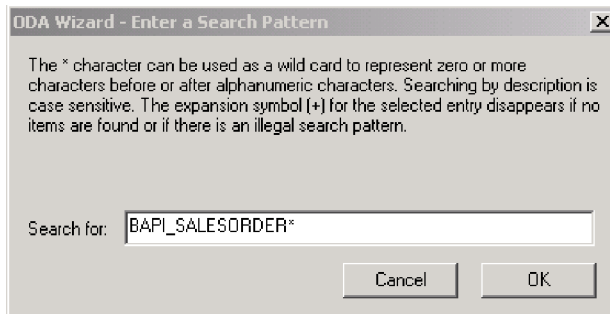 ODA Wizard - Enter a Search Pattern
The * character can be used as a wild card to represent zero or more
characters before or after alphanumeric characters. Searching by description is
case sensitive. The expansion symbol (+) for the selected entry disappears if no
items are found or if there is an illegal search pattern.
Search for: BAPI_SALESORDER*
Cancel OK